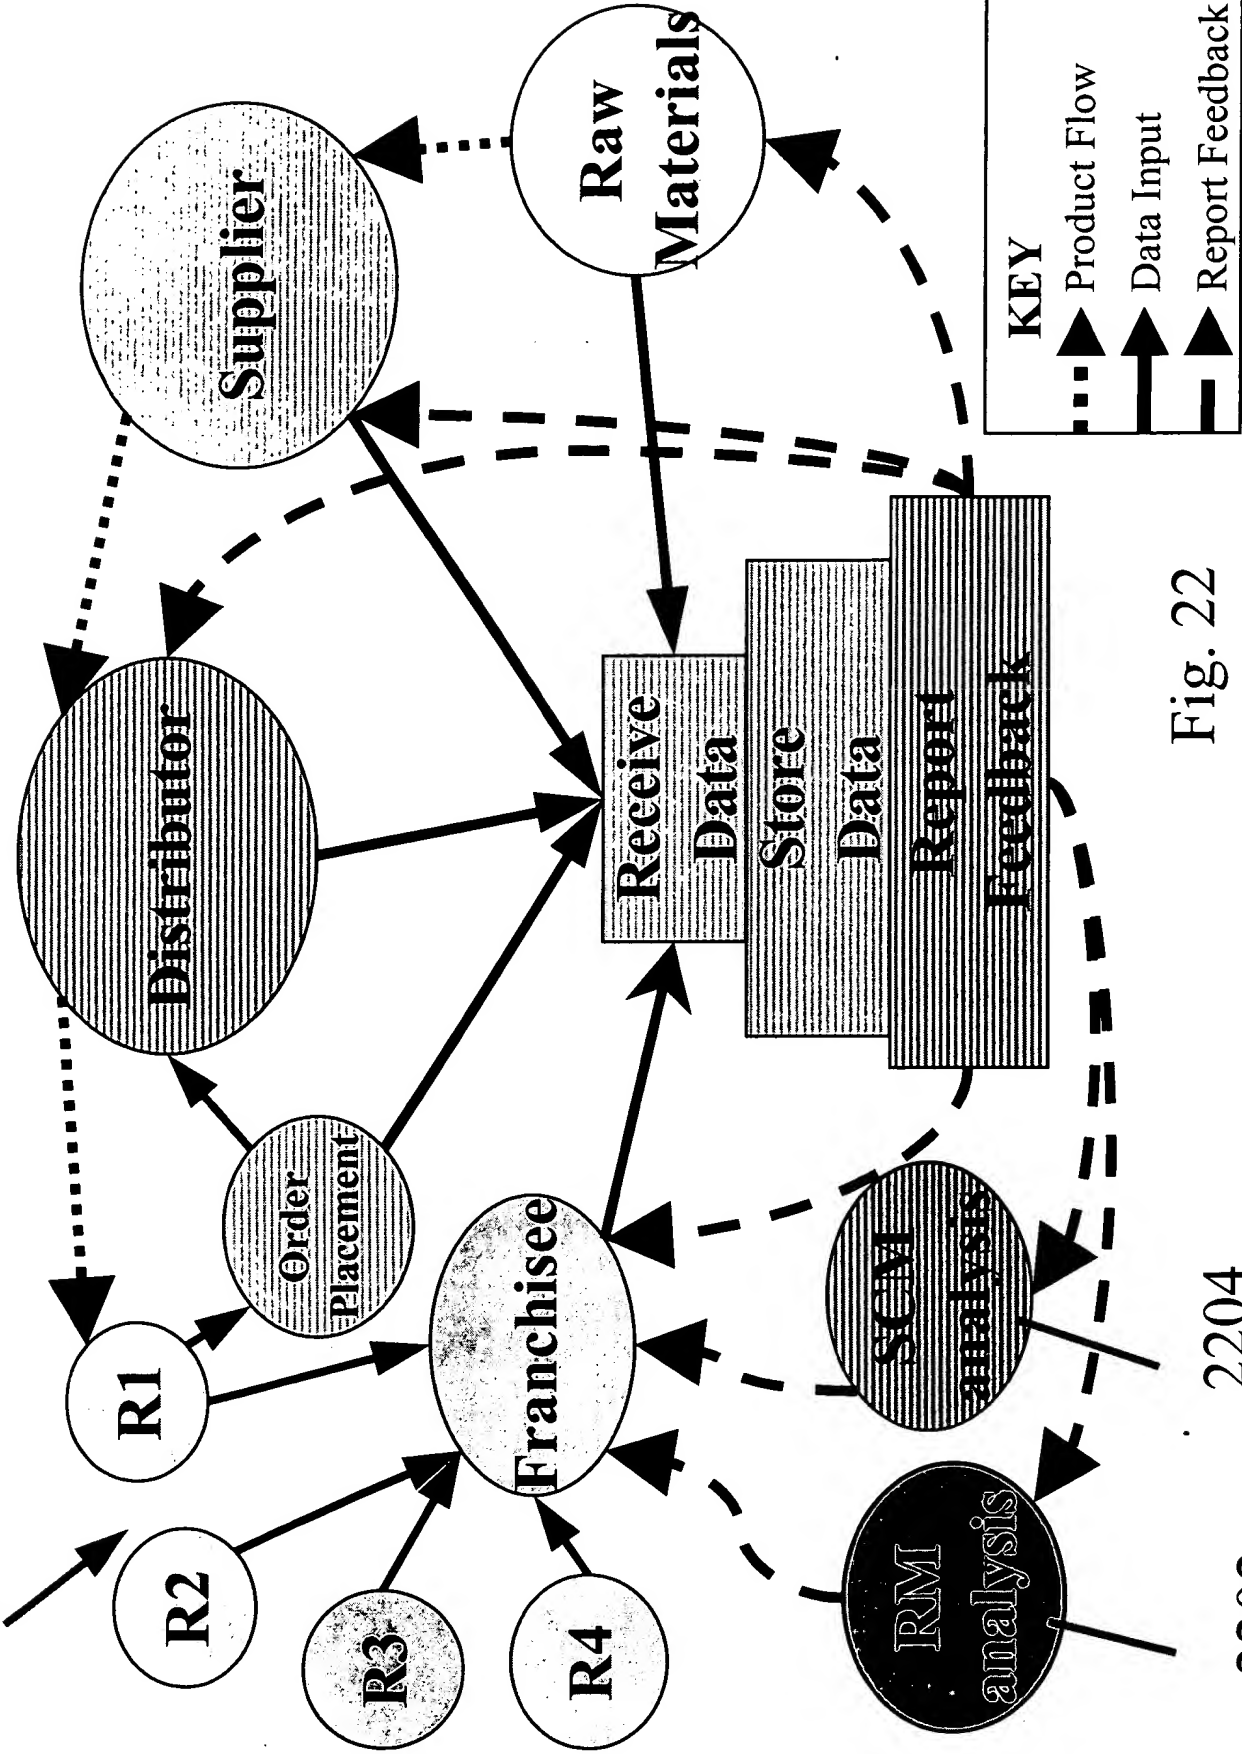 R1
R2
R3
R4
Order
Placement
Distributor
Supplier
Franchisee
Raw
Materials
Receive
Data
Store
Data
Report
Feedback
RM
analysis
SCM
analysis
2204
Fig. 22
KEY
Product Flow
Data Input
Report Feedback